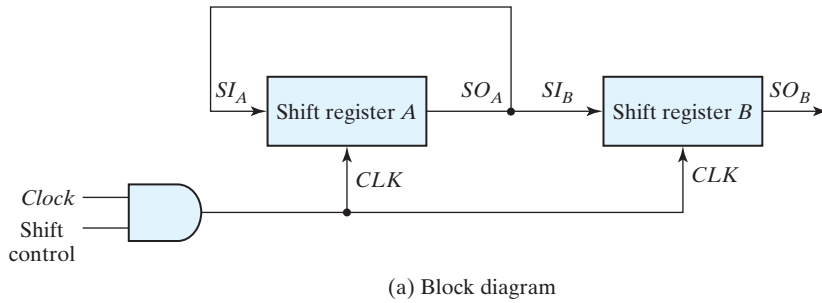 SI_A
SO_A
SI_B
SO_B
Shift register A
Shift register B
CLK
CLK
Clock
Shift
control
(a) Block diagram